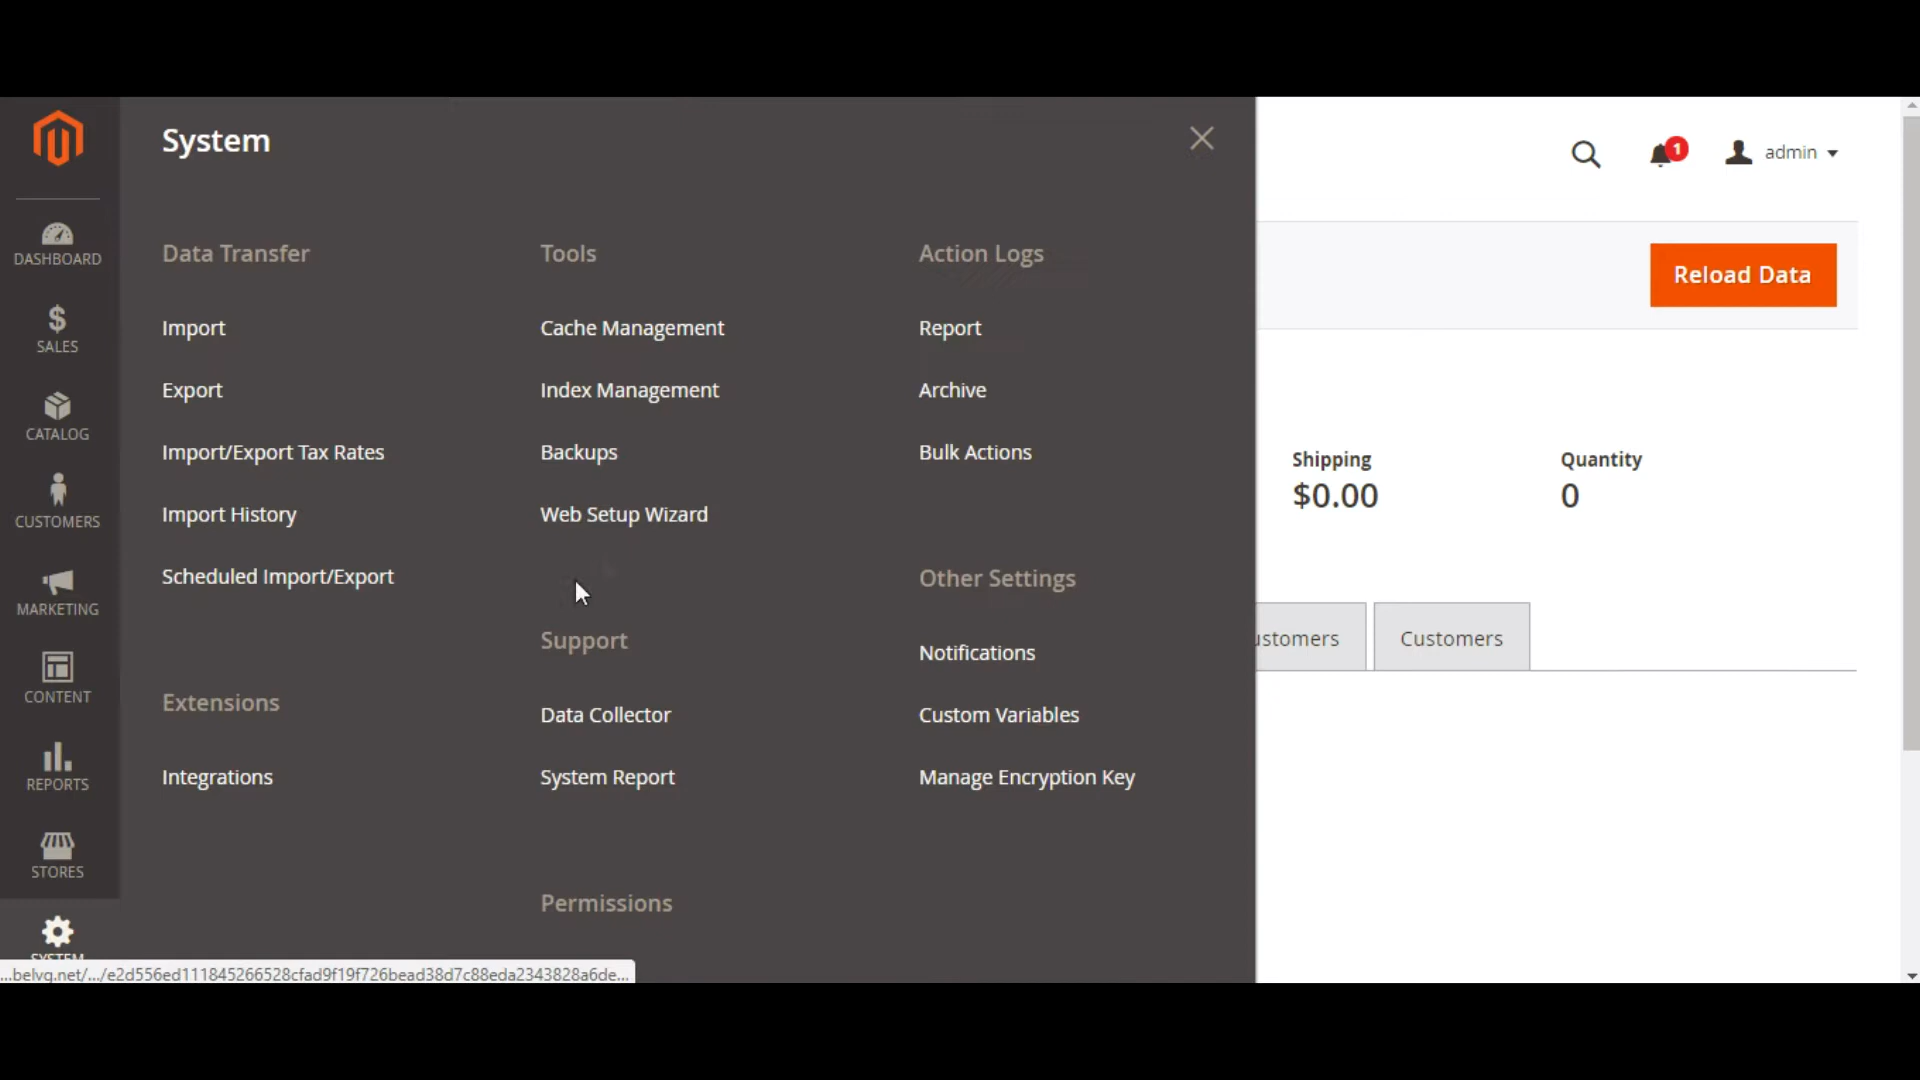 System
DASHBOARD
SALES
CATALOG
CUSTOMERS
MARKETING
CONTENT
REPORTS
STORES
SYSTEM
Data Transfer
Import
Export
Import/Export Tax Rates
Import History
Scheduled Import/Export
Extensions
Integrations
Tools
Cache Management
Index Management
Backups
Web Setup Wizard
Support
Data Collector
System Report
Permissions
Action Logs
Report
Archive
Bulk Actions
Other Settings
Notifications
Custom Variables
Manage Encryption Key
1
admin
Reload Data
Shipping
$0.00
Quantity
0
ustomers
Customers
...belvg.net/.../e2d556ed111845266528cfad9f19f726bead38d7c88eda2343828a6de...